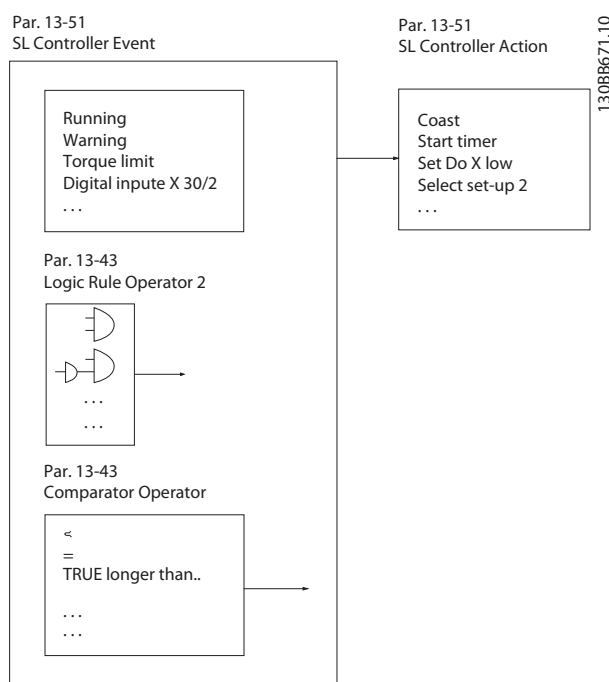 Par. 13-51
SL Controller Event
Par. 13-51
SL Controller Action
130BB671.10
Running
Warning
Torque limit
Digital inpute X 30/2
. . .
Coast
Start timer
Set Do X low
Select set-up 2
. . .
Par. 13-43
Logic Rule Operator 2
. . .
. . .
Par. 13-43
Comparator Operator
=
TRUE longer than..
. . .
. . .